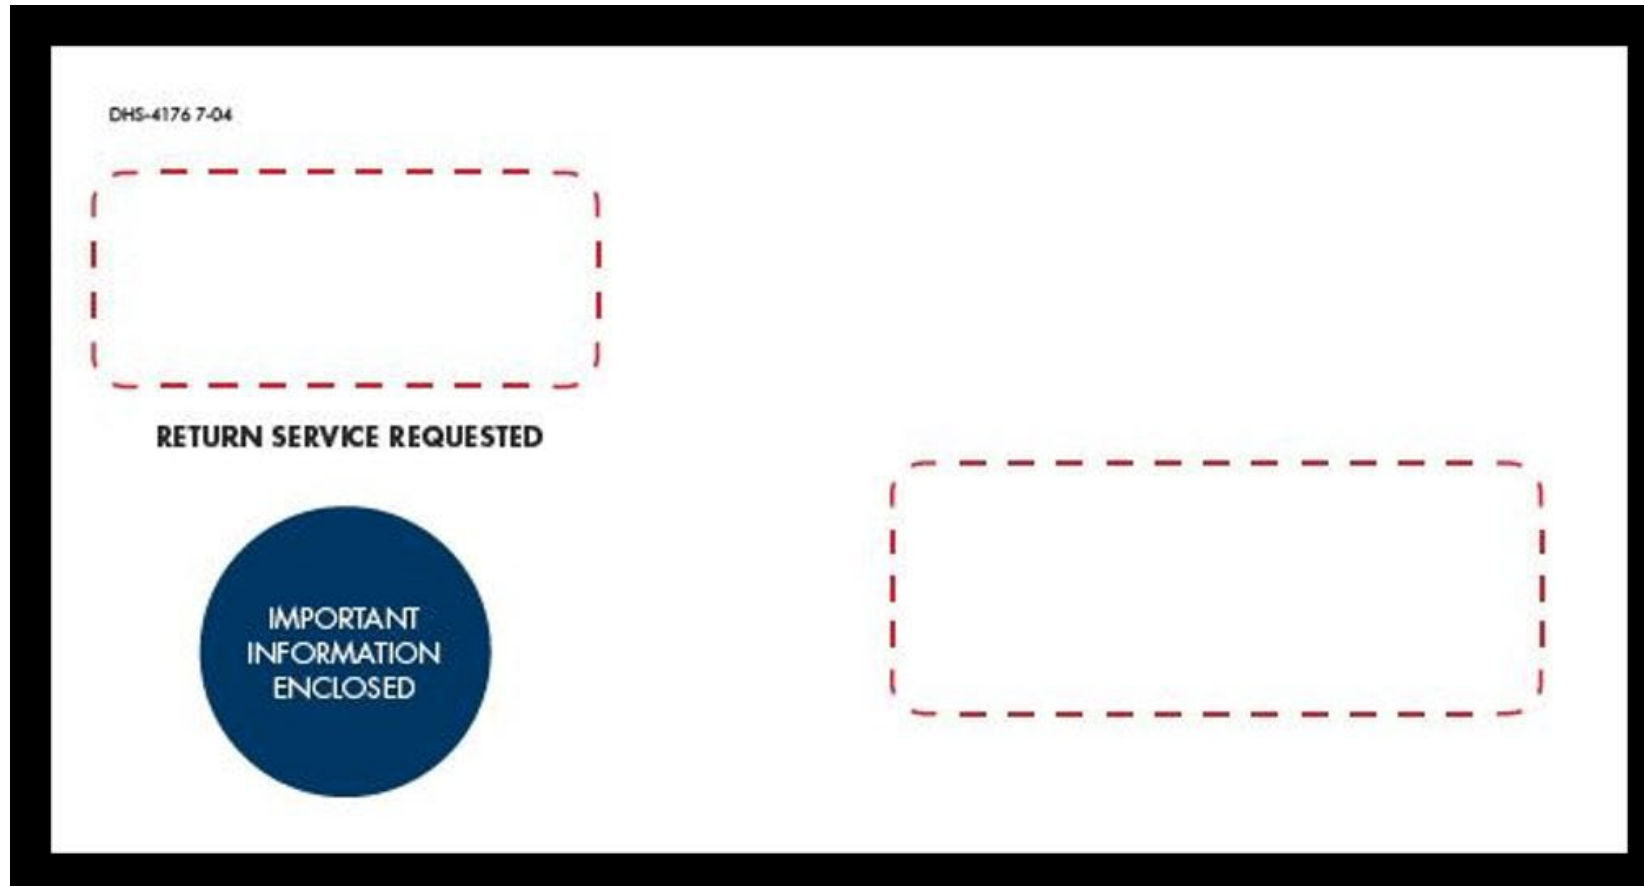 DHS-4176 7-04
RETURN SERVICE REQUESTED
IMPORTANT
INFORMATION
ENCLOSED